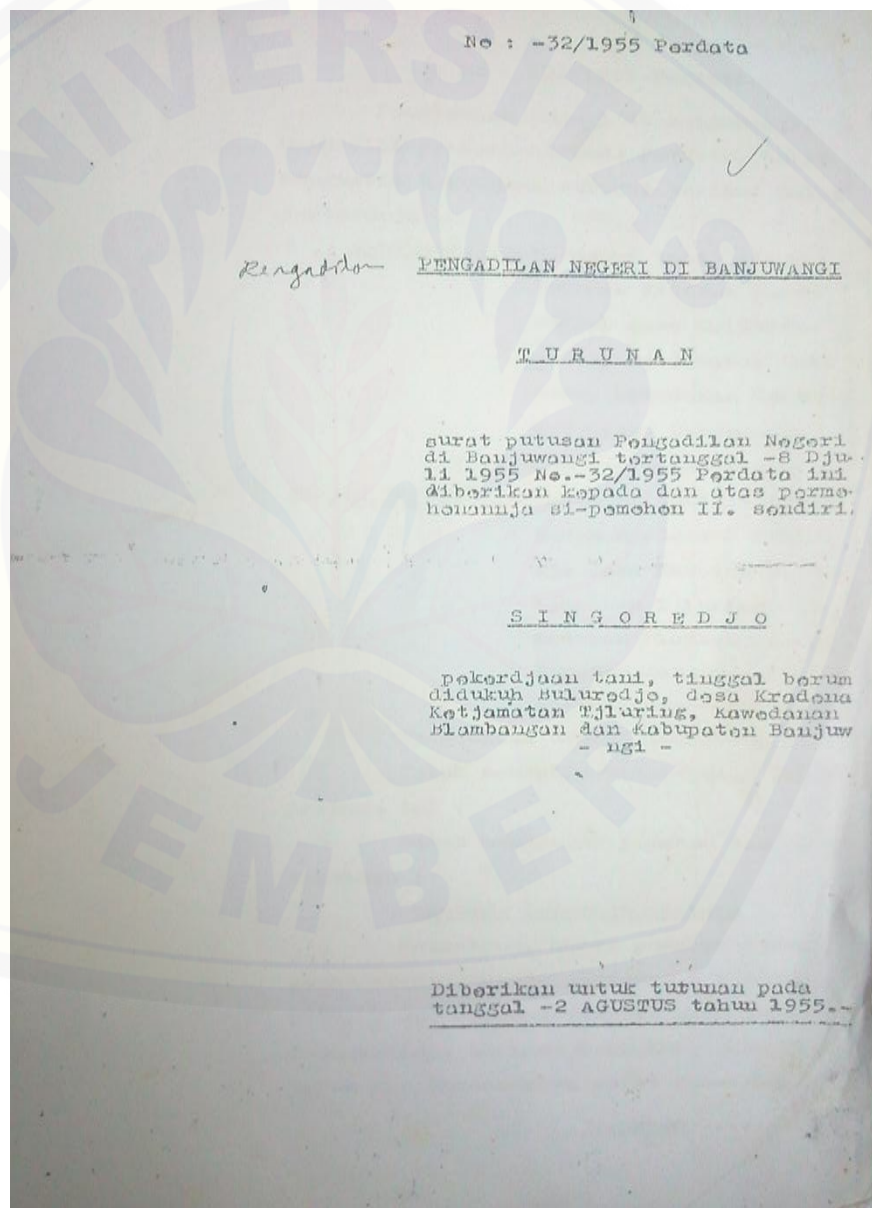 No : -32/1955 Perdata
Pengadilan
PENGADILAN NEGERI DI BANJUWANGI
T U R U N A N
surat putusan Pengadilan Negeri
di Banjuwangi tertanggal -8 Dju-
li 1955 No.-32/1955 Perdata ini
diberikan kepada dan atas permo-
honannja si-pemohon II. sendiri.
S I N G O R E D J O
pekerdjaan tani, tinggal berum
didukuh Buluredjo, desa Kradena
Ketjamatan Tjluring, Kawedanan
Blambangan dan Kabupaten Banjuw
- ngi -
Diberikan untuk tutunan pada
tanggal -2 AGUSTUS tahun 1955.-
UNIVERSITAS
JEMBER